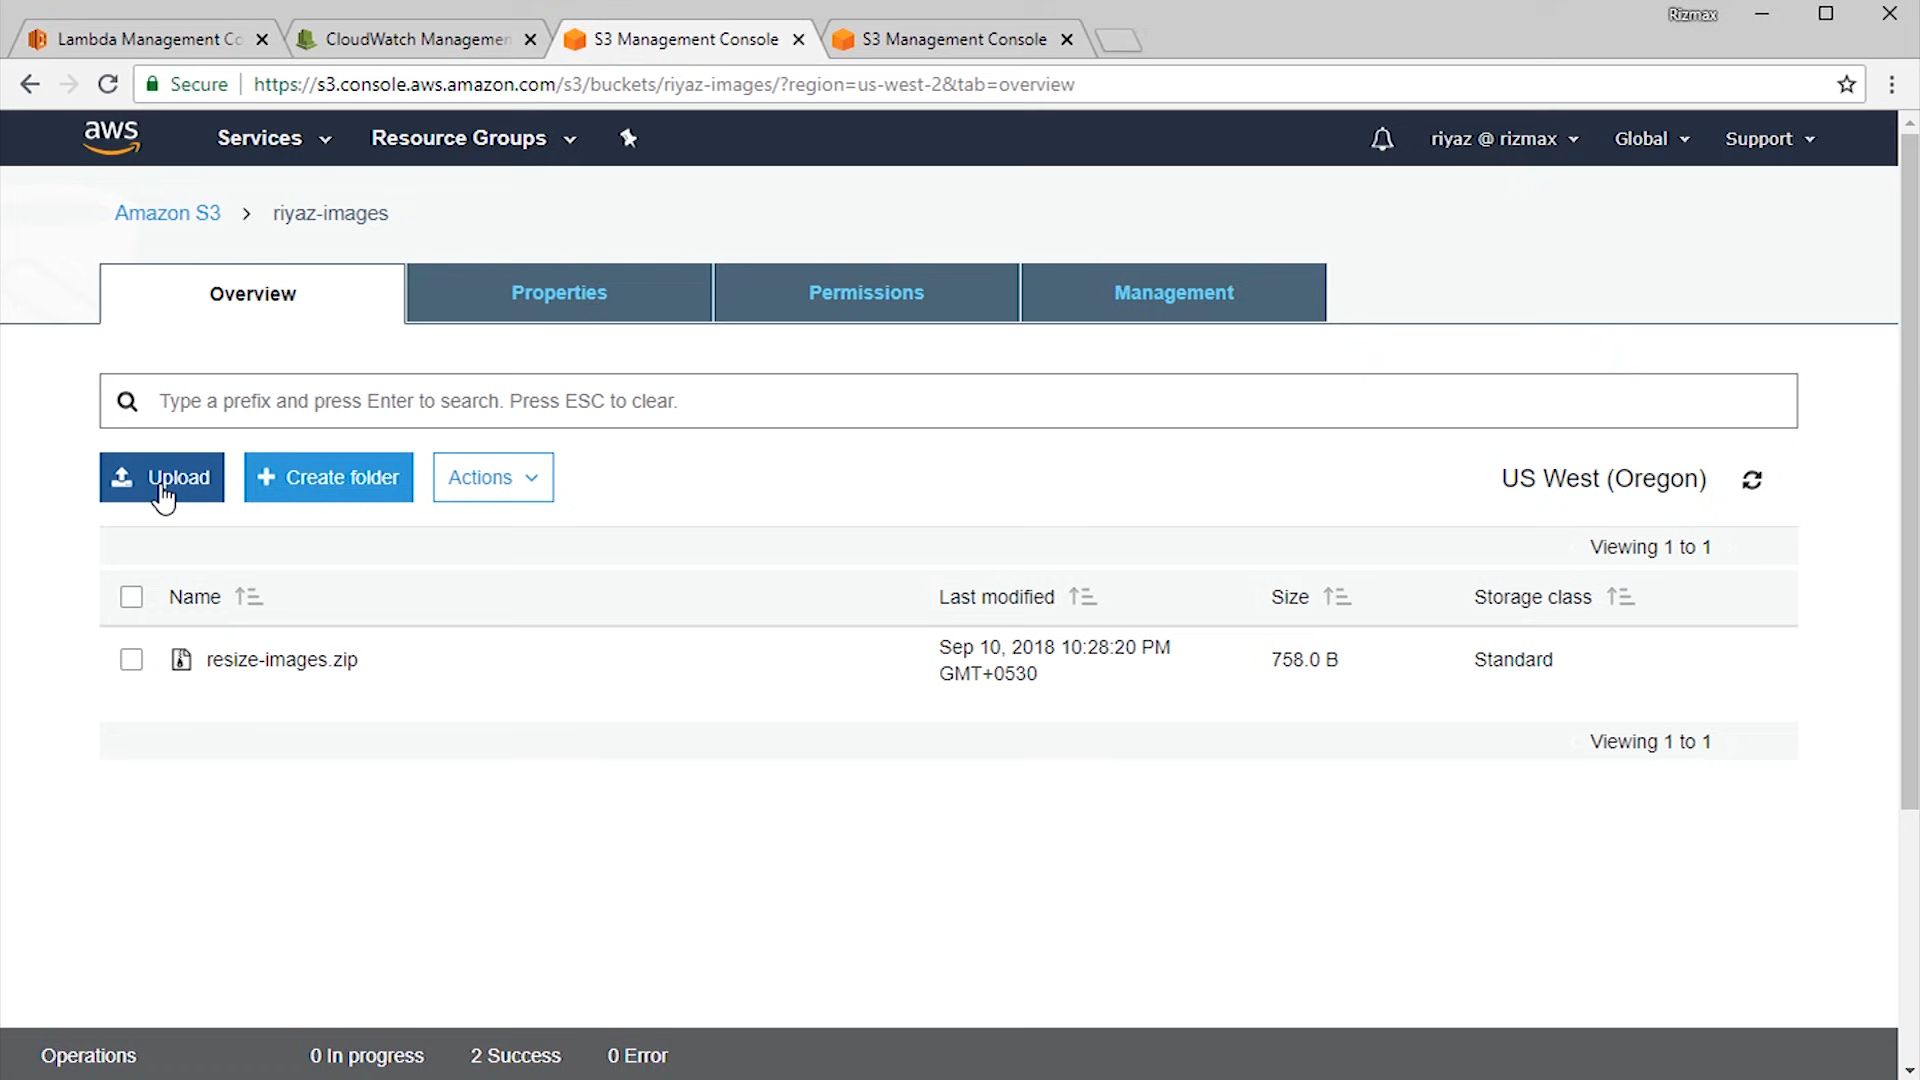 Rizmax
Lambda Management Co
CloudWatch Managemen
S3 Management Console
S3 Management Console
Secure
https://s3.console.aws.amazon.com/s3/buckets/riyaz-images/?region=us-west-2&tab=overview
aws
Services
Resource Groups
riyaz @ rizmax
Global
Support
Amazon S3
riyaz-images
Overview
Properties
Permissions
Management
Type a prefix and press Enter to search. Press ESC to clear.
Upload
Create folder
Actions
US West (Oregon)
Viewing 1 to 1
Name
Last modified
Size
Storage class
resize-images.zip
Sep 10, 2018 10:28:20 PM
GMT+0530
758.0 B
Standard
Viewing 1 to 1
Operations
0 In progress
2 Success
0 Error